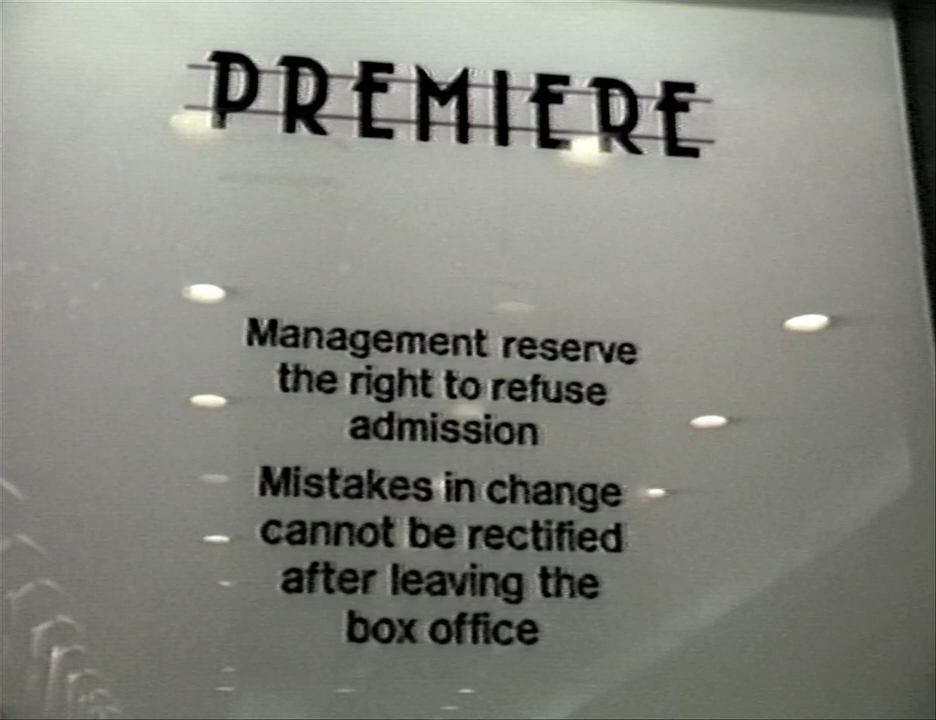 PREMIERE
Management reserve
the right to refuse
admission
Mistakes in change
cannot be rectified
after leaving the
box office